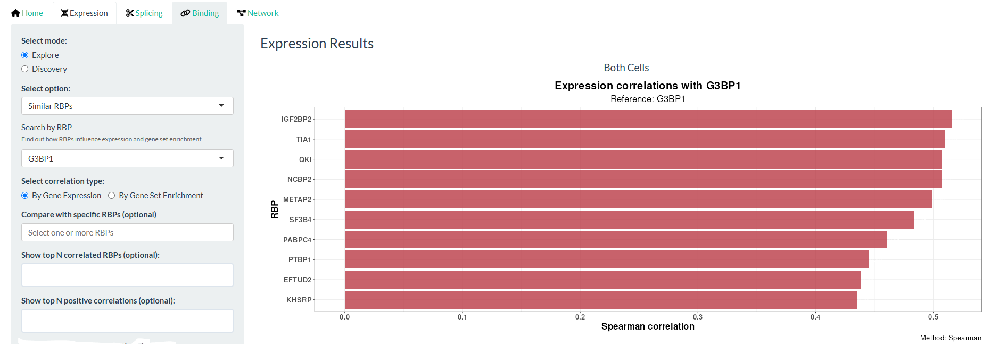 Home Expression Splicing Binding Network
Select mode:
Explore
Discovery
Select option:
Similar RBPs
Search by RBP
Find out how RBPs influence expression and gene set enrichment
G3BP1
Select correlation type:
By Gene Expression By Gene Set Enrichment
Compare with specific RBPs (optional)
Select one or more RBPs
Show top N correlated RBPs (optional):
Show top N positive correlations (optional):
Expression Results
Both Cells
Expression correlations with G3BP1
Reference: G3BP1
RBP
IGF2BP2
TIA1
QKI
NCBP2
METAP2
SF3B4
PABPC4
PTBP1
EFTUD2
KHSRP
0.0 0.1 0.2 0.3 0.4 0.5
Spearman correlation
Method: Spearman